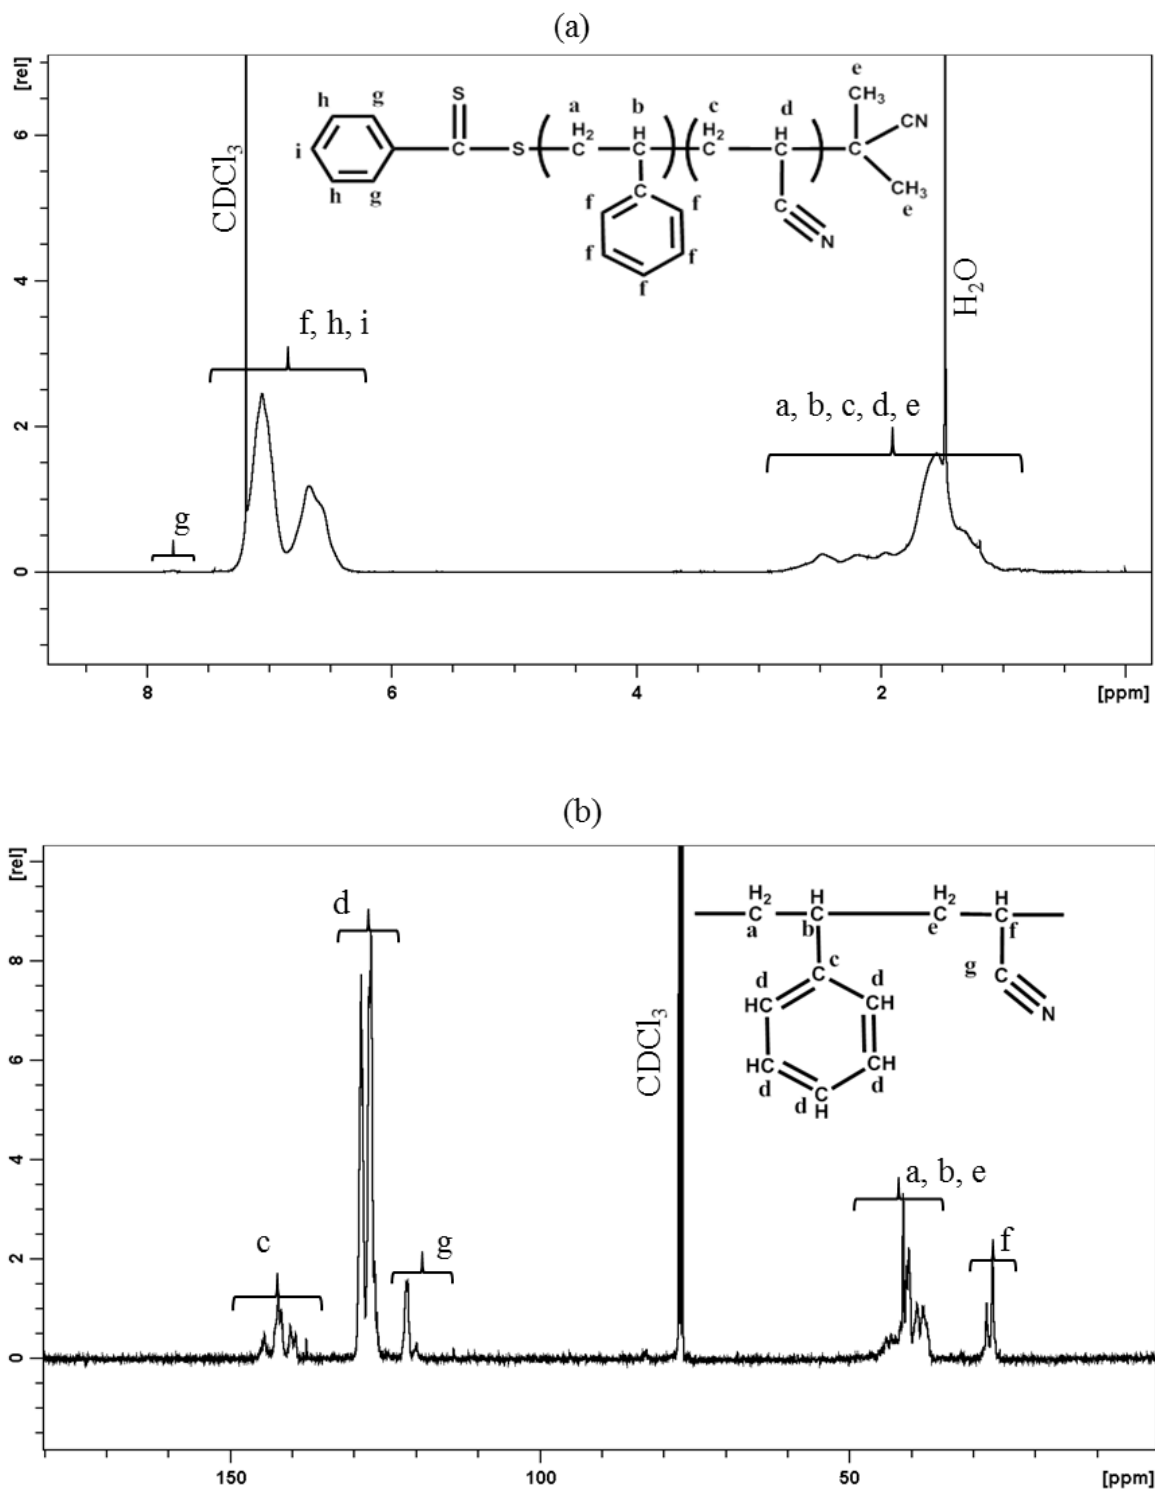 (a)
[rel]
6
4
2
0
CDCl3
h g
i
h g
S
C S
a b c d
H2 H H2 H
C C C C
C
f f
f f
f
C N
e
CH3
CN
C
CH3
e
H2O
f, h, i
g
a, b, c, d, e
8 6 4 2 [ppm]
(b)
[rel]
8
6
4
2
0
c
d
g
CDCl3
H2 H H2 H
C C C C
a b e f
c
C
g C N
d d
HC CH
HC CH
d C d
d H
a, b, e
f
150 100 50 [ppm]